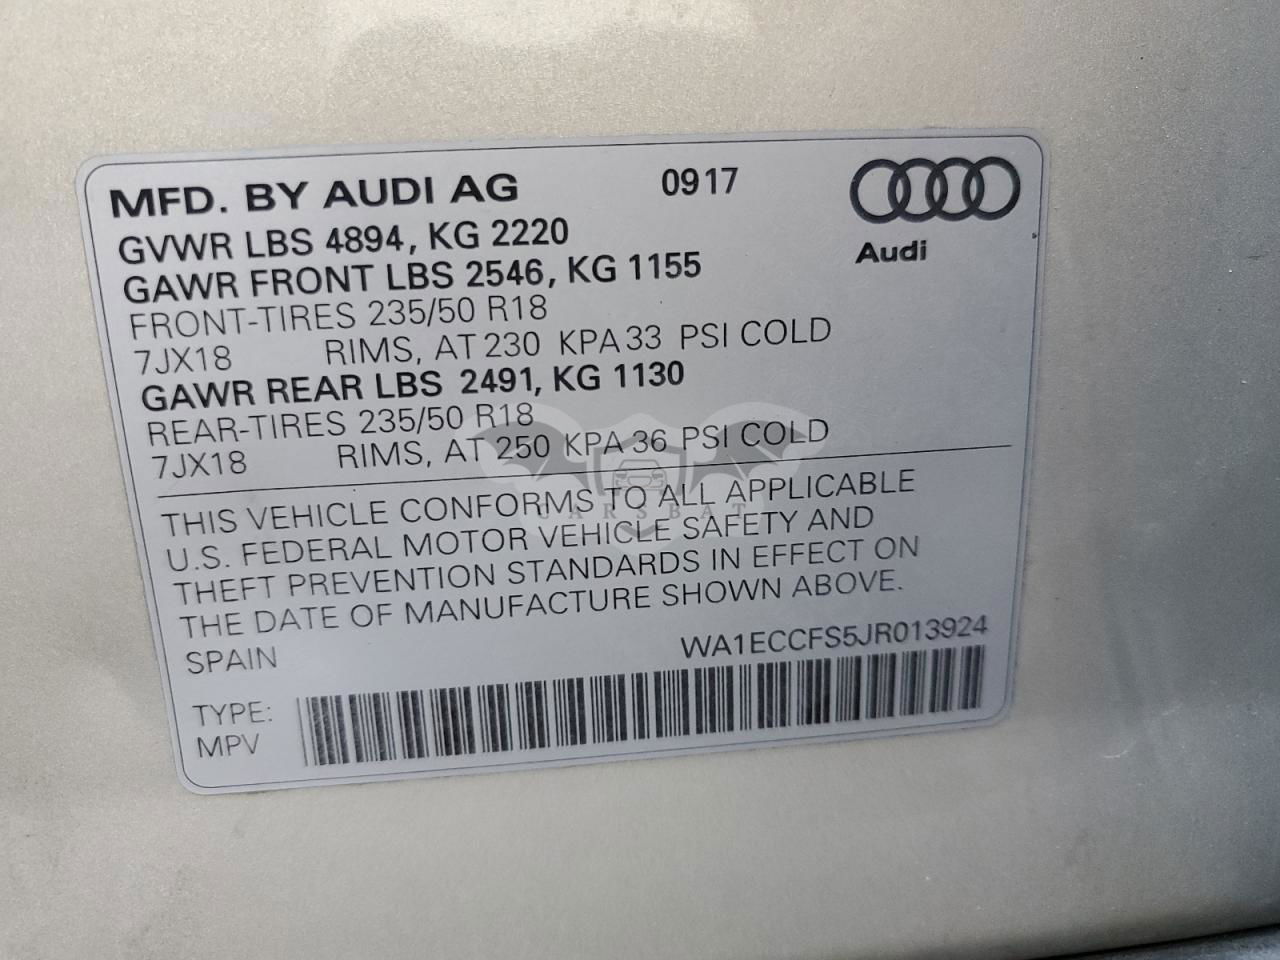 MFD. BY AUDI AG 0917
Audi
GVWR LBS 4894, KG 2220
GAWR FRONT LBS 2546, KG 1155
FRONT-TIRES 235/50 R18
7JX18 RIMS, AT 230 KPA 33 PSI COLD
GAWR REAR LBS 2491, KG 1130
REAR-TIRES 235/50 R18
7JX18 RIMS, AT 250 KPA 36 PSI COLD
THIS VEHICLE CONFORMS TO ALL APPLICABLE
CARSBAT
U.S. FEDERAL MOTOR VEHICLE SAFETY AND
THEFT PREVENTION STANDARDS IN EFFECT ON
THE DATE OF MANUFACTURE SHOWN ABOVE.
SPAIN WA1ECCFS5JR013924
TYPE:
MPV